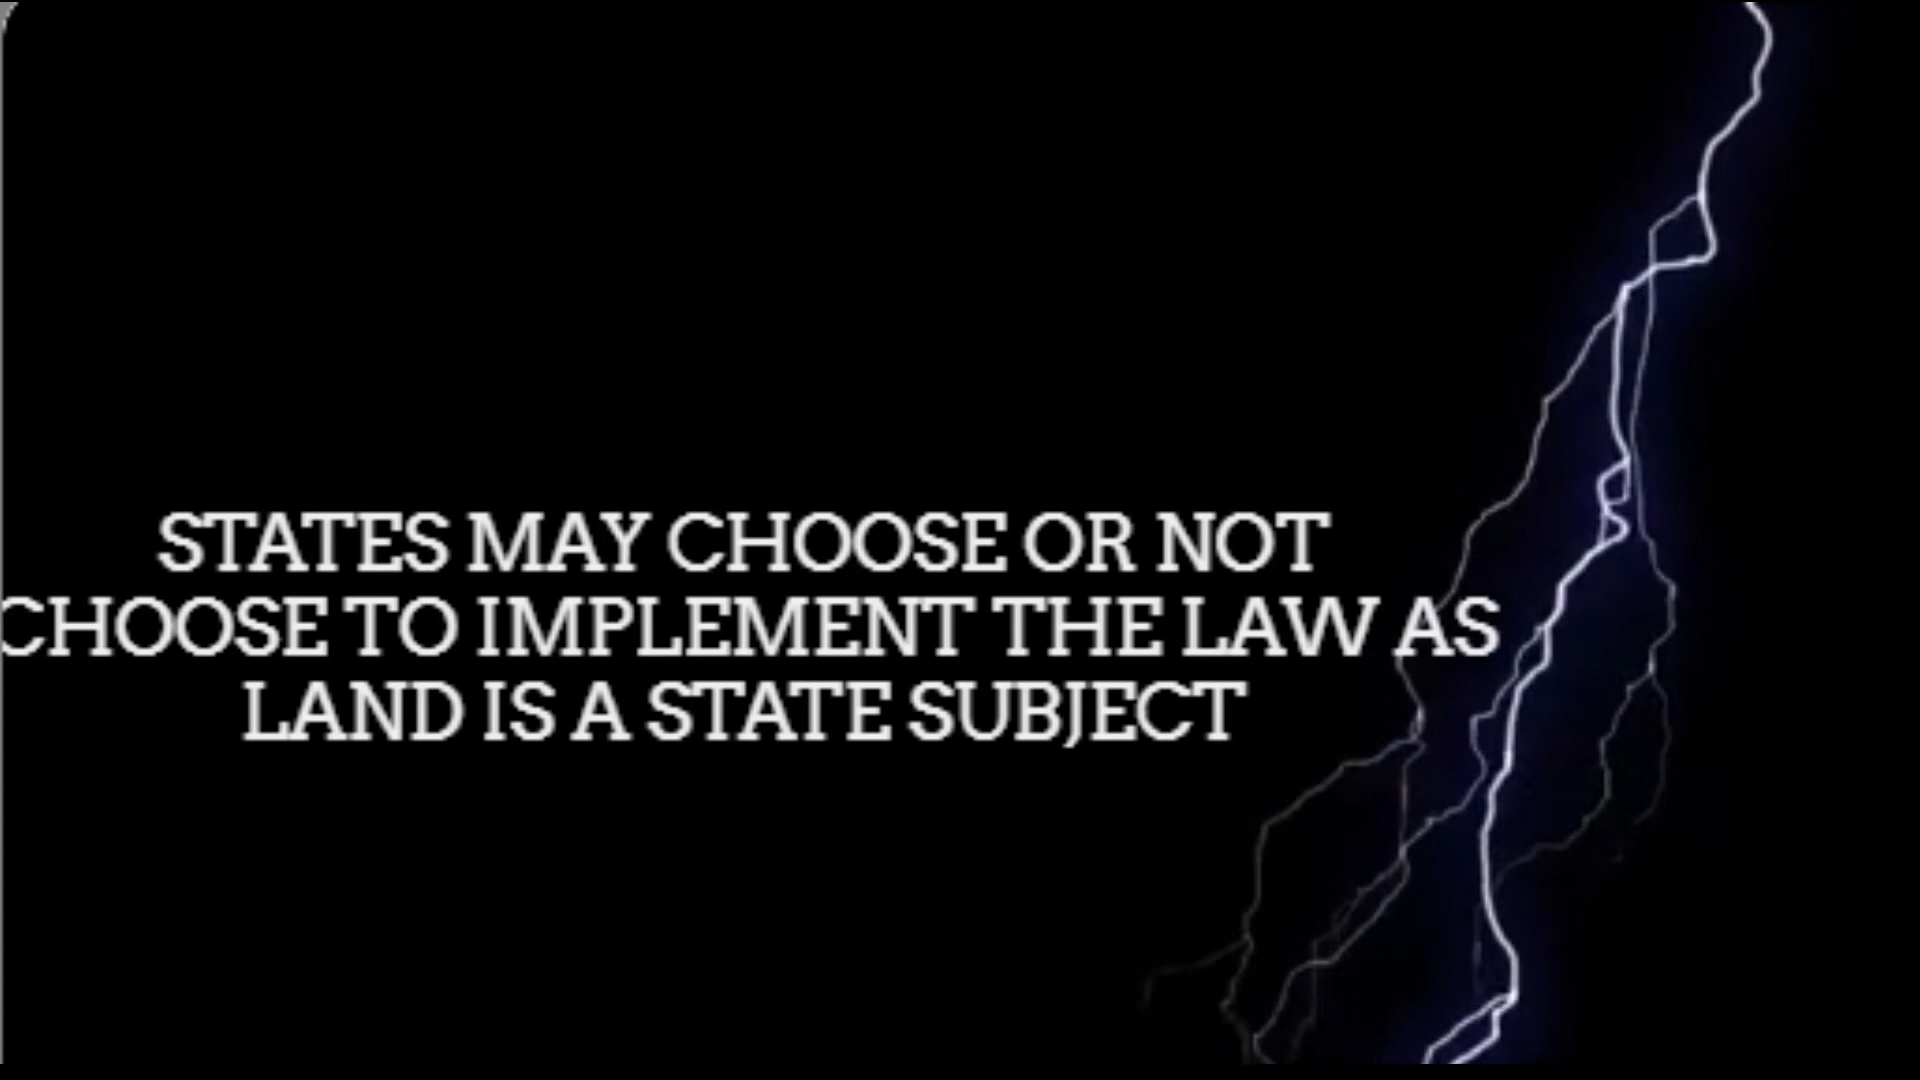 STATES MAY CHOOSE OR NOT
CHOOSE TO IMPLEMENT THE LAW AS
LAND IS A STATE SUBJECT